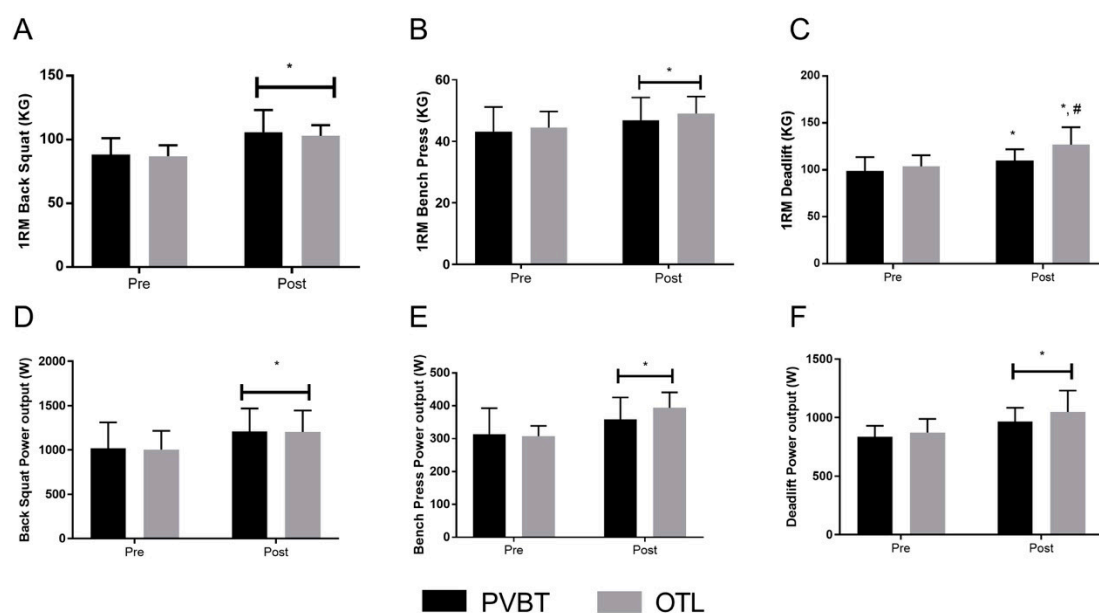 A
1RM Back Squat (KG)
150
100
50
0
*
Pre
Post
B
1RM Bench Press (KG)
60
40
20
0
*
Pre
Post
C
1RM Deadlift (KG)
200
150
100
50
0
*
*, #
Pre
Post
D
Back Squat Power output (W)
2000
1500
1000
500
0
*
Pre
Post
E
Bench Press Power output (W)
500
400
300
200
100
0
*
Pre
Post
F
Deadlift Power output (W)
1500
1000
500
0
*
Pre
Post
PVBT
OTL